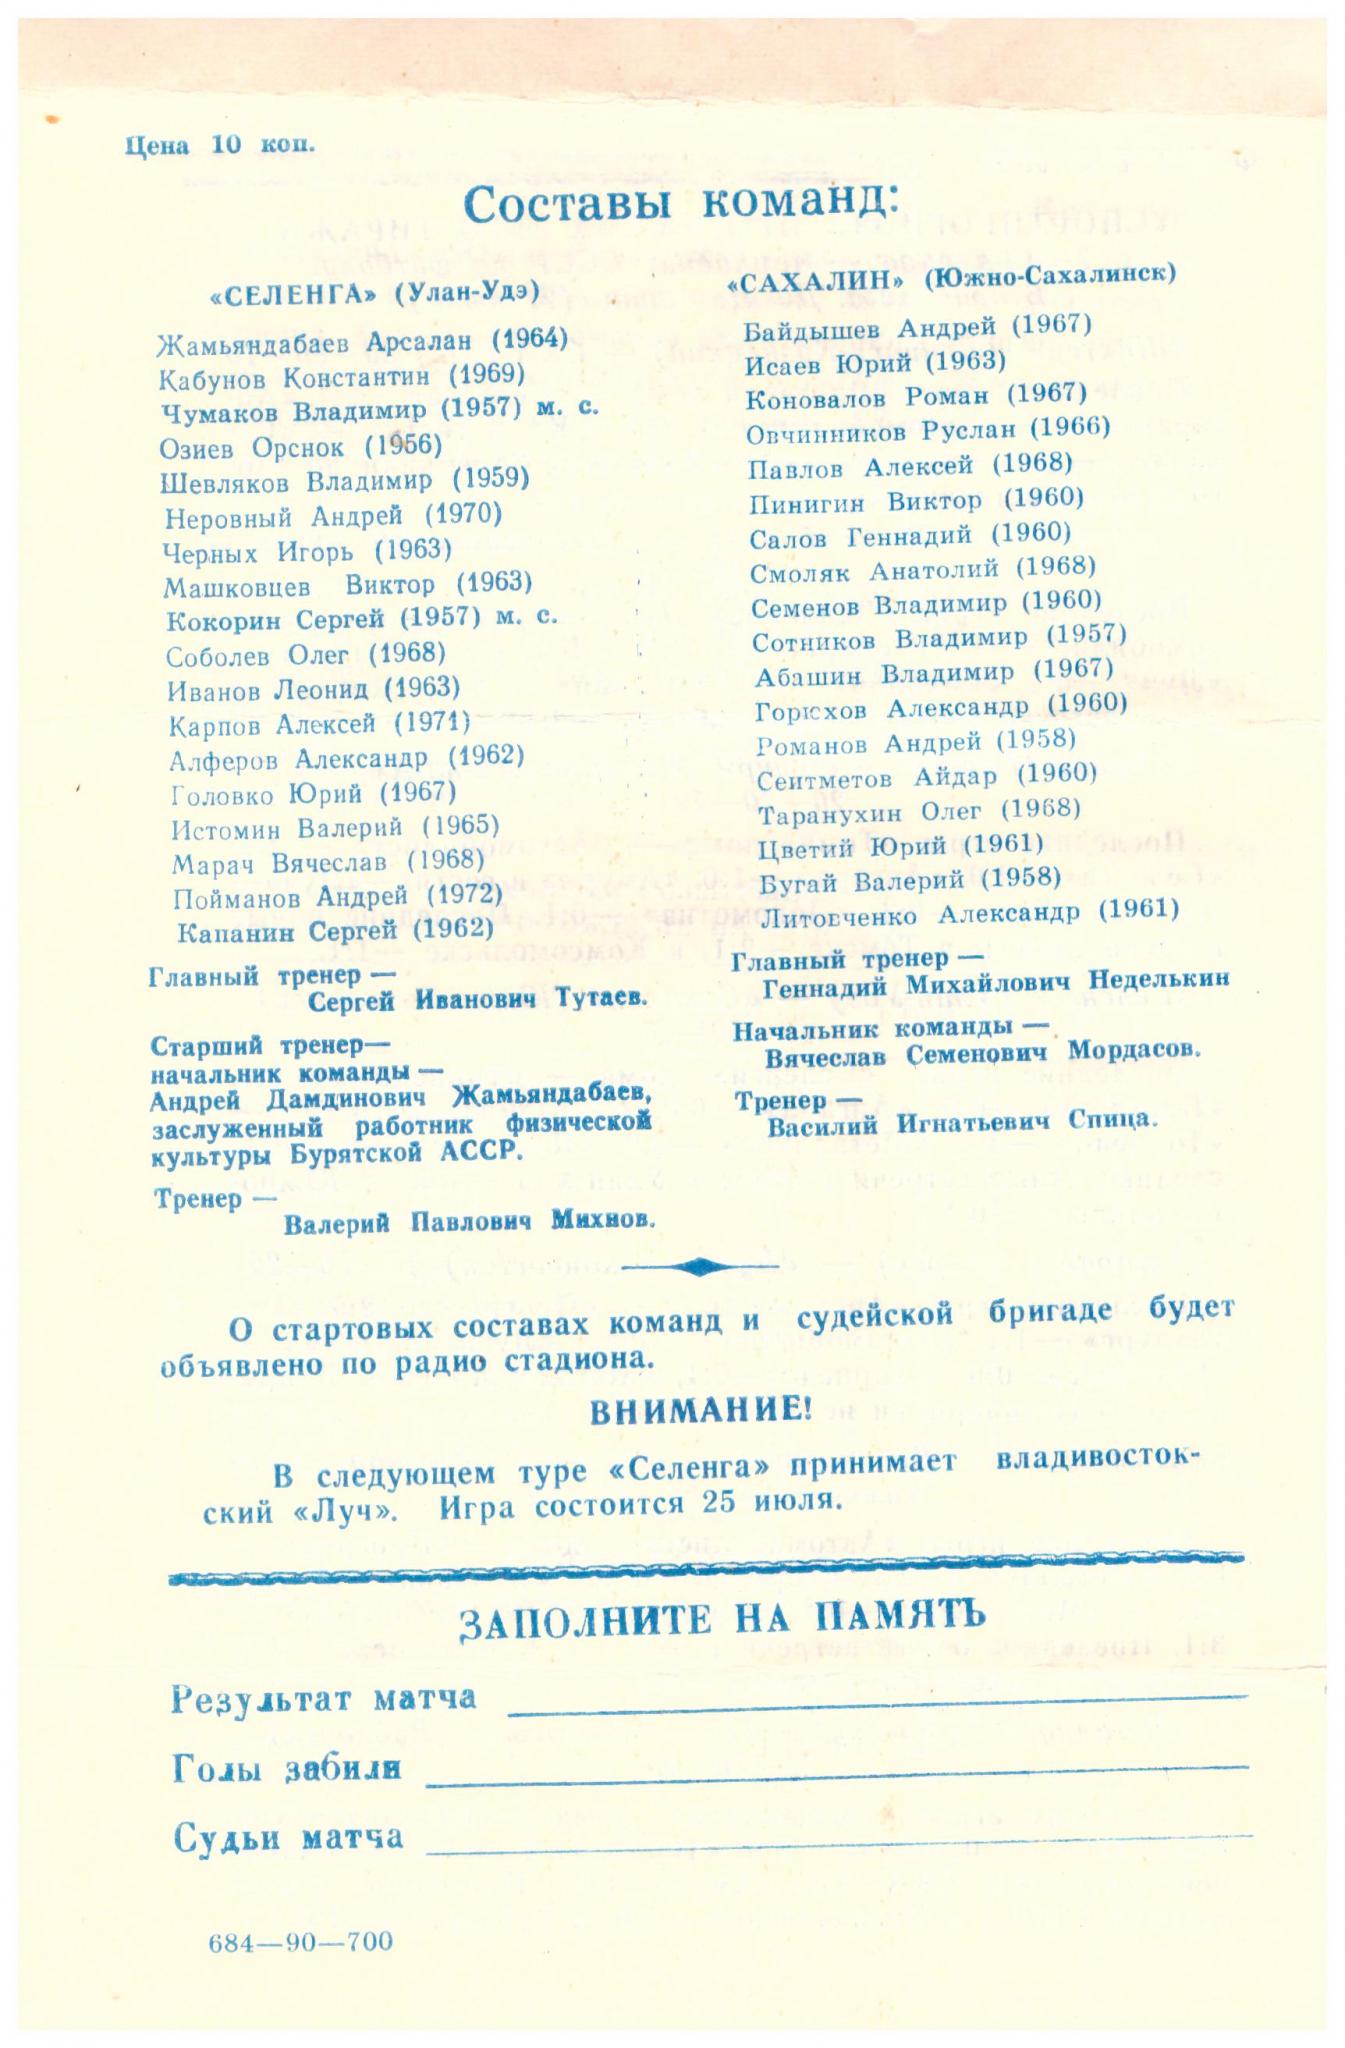 Цена 10 коп.
Составы команд:
«СЕЛЕНГА» (Улан-Удэ)
Жамьяндабаев Арсалан (1964)
Кабунов Константин (1969)
Чумаков Владимир (1957) м. с.
Озиев Орснок (1956)
Шевляков Владимир (1959)
Неровный Андрей (1970)
Черных Игорь (1963)
Машковцев Виктор (1963)
Кокорин Сергей (1957) м. с.
Соболев Олег (1968)
Иванов Леонид (1963)
Карпов Алексей (1971)
Алферов Александр (1962)
Головко Юрий (1967)
Истомин Валерий (1965)
Марач Вячеслав (1968)
Пойманов Андрей (1972)
Капанин Сергей (1962)
Главный тренер —
Сергей Иванович Тутаев.
Старший тренер—
начальник команды —
Андрей Дамдинович Жамьяндабаев,
заслуженный работник физической
культуры Бурятской АССР.
Тренер —
Валерий Павлович Михнов.
«САХАЛИН» (Южно-Сахалинск)
Байдышев Андрей (1967)
Исаев Юрий (1963)
Коновалов Роман (1967)
Овчинников Руслан (1966)
Павлов Алексей (1968)
Пинигин Виктор (1960)
Салов Геннадий (1960)
Смоляк Анатолий (1968)
Семенов Владимир (1960)
Сотников Владимир (1957)
Абашин Владимир (1967)
Горюхов Александр (1960)
Романов Андрей (1958)
Сеитметов Айдар (1960)
Таранухин Олег (1968)
Цветий Юрий (1961)
Бугай Валерий (1958)
Литовченко Александр (1961)
Главный тренер —
Геннадий Михайлович Неделькин
Начальник команды —
Вячеслав Семенович Мордасов.
Тренер —
Василий Игнатьевич Спица.
О стартовых составах команд и судейской бригаде будет
объявлено по радио стадиона.
ВНИМАНИЕ!
В следующем туре «Селенга» принимает владивосток-
ский «Луч». Игра состоится 25 июля.
ЗАПОЛНИТЕ НА ПАМЯТЬ
Результат матча
Голы забили
Судьи матча
684—90—700